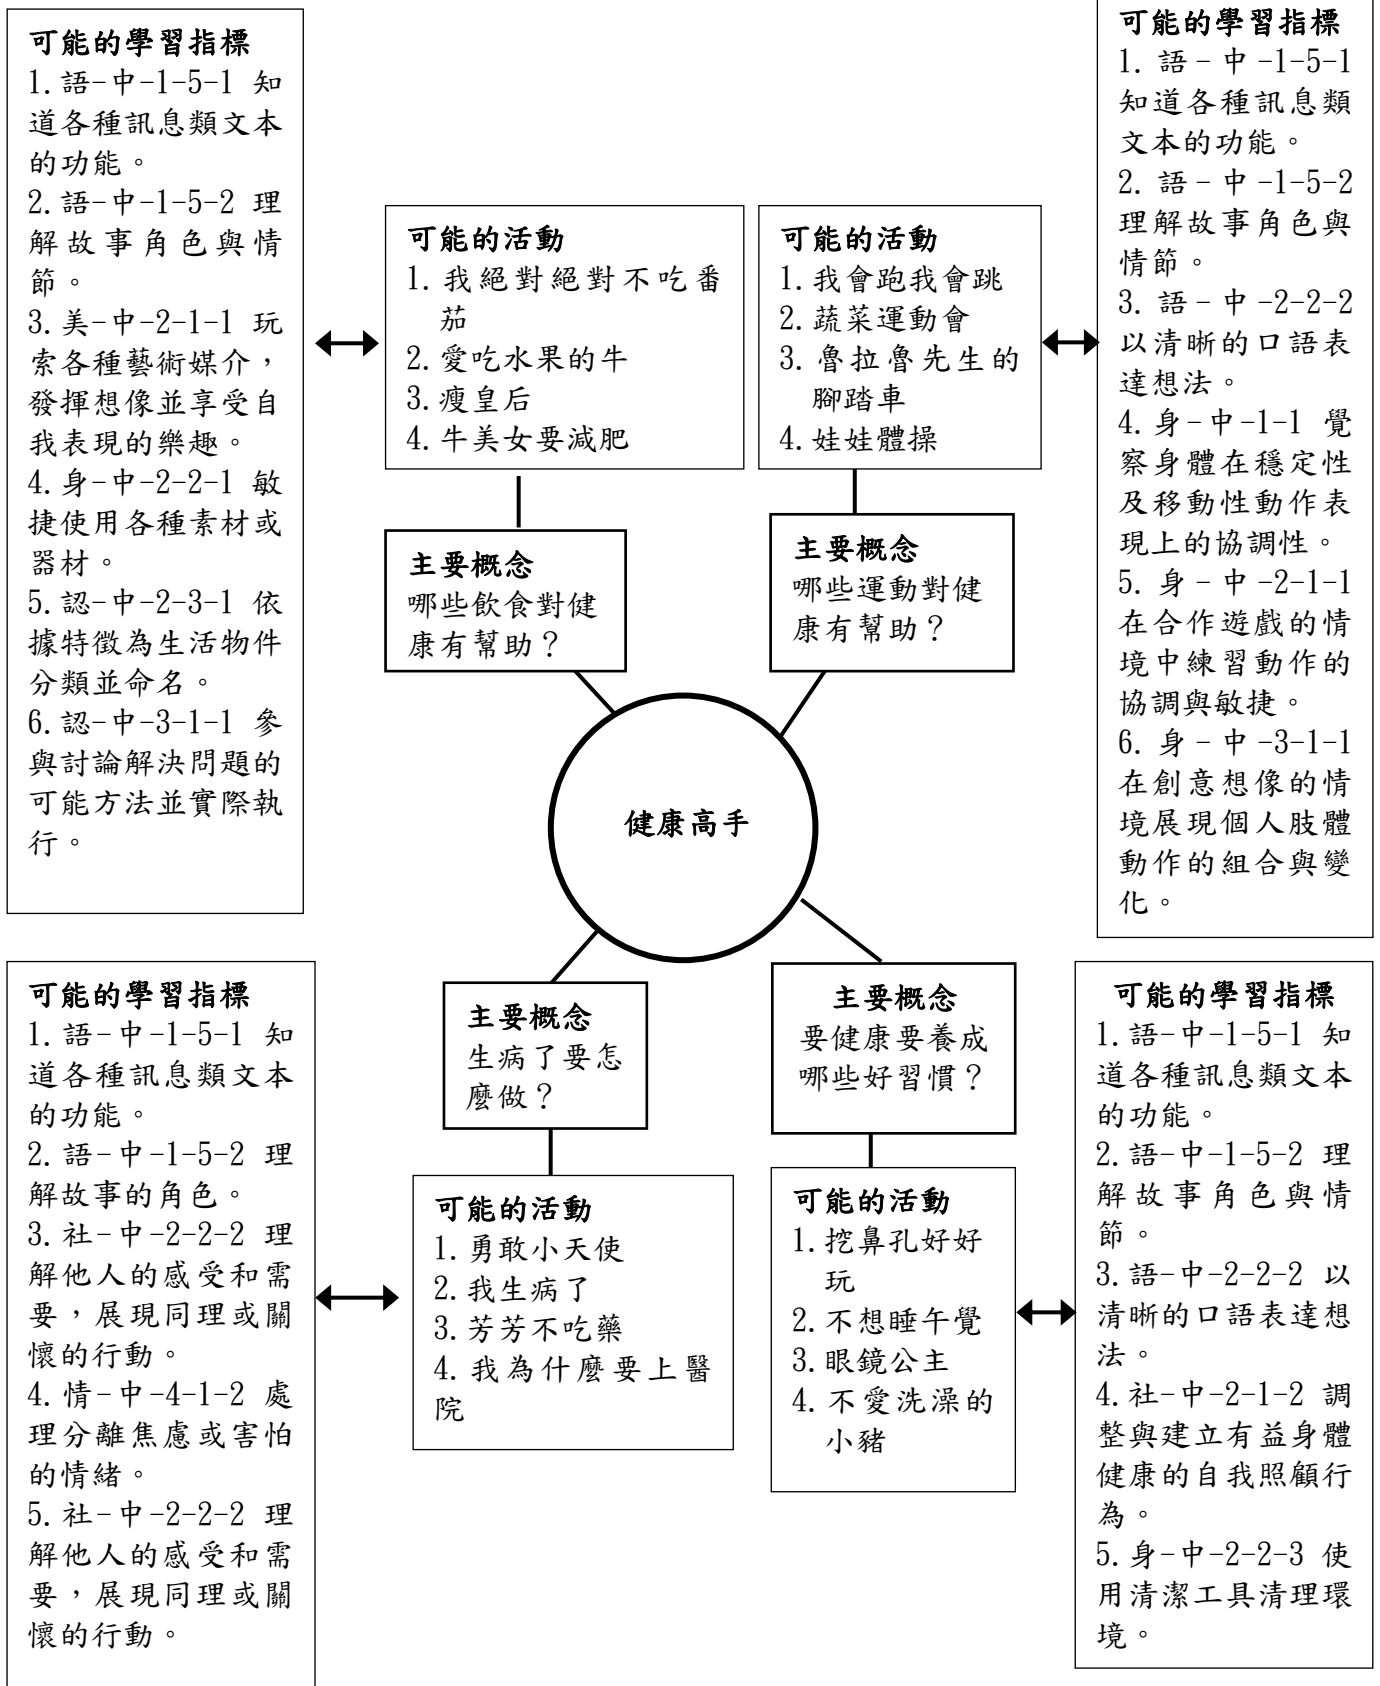 可能的學習指標
1.語-中-1-5-1 知
道各種訊息類文本
的功能。
2.語-中-1-5-2 理
解故事角色與情
節。
3.美-中-2-1-1 玩
索各種藝術媒介，
發揮想像並享受自
我表現的樂趣。
4.身-中-2-2-1 敏
捷使用各種素材或
器材。
5.認-中-2-3-1 依
據特徵為生活物件
分類並命名。
6.認-中-3-1-1 參
與討論解決問題的
可能方法並實際執
行。
可能的活動
1.我絕對絕對不吃番
茄
2.愛吃水果的牛
3.瘦皇后
4.牛美女要減肥
可能的活動
1.我會跑我會跳
2.蔬菜運動會
3.魯拉魯先生的
腳踏車
4.娃娃體操
可能的學習指標
1.語-中-1-5-1
知道各種訊息類
文本的功能。
2.語-中-1-5-2
理解故事角色與
情節。
3.語-中-2-2-2
以清晰的口語表
達想法。
4.身-中-1-1 覺
察身體在穩定性
及移動性動作表
現上的協調性。
5.身-中-2-1-1
在合作遊戲的情
境中練習動作的
協調與敏捷。
6.身-中-3-1-1
在創意想像的情
境展現個人肢體
動作的組合與變
化。
主要概念
哪些飲食對健
康有幫助？
主要概念
哪些運動對健
康有幫助？
健康高手
主要概念
生病了要怎
麼做？
主要概念
要健康要養成
哪些好習慣？
可能的學習指標
1.語-中-1-5-1 知
道各種訊息類文本
的功能。
2.語-中-1-5-2 理
解故事的角色。
3.社-中-2-2-2 理
解他人的感受和需
要，展現同理或關
懷的行動。
4.情-中-4-1-2 處
理分離焦慮或害怕
的情緒。
5.社-中-2-2-2 理
解他人的感受和需
要，展現同理或關
懷的行動。
可能的活動
1.勇敢小天使
2.我生病了
3.芳芳不吃藥
4.我為什麼要上醫
院
可能的活動
1.挖鼻孔好好
玩
2.不想睡午覺
3.眼鏡公主
4.不愛洗澡的
小豬
可能的學習指標
1.語-中-1-5-1 知
道各種訊息類文本
的功能。
2.語-中-1-5-2 理
解故事角色與情
節。
3.語-中-2-2-2 以
清晰的口語表達想
法。
4.社-中-2-1-2 調
整與建立有益身體
健康的自我照顧行
為。
5.身-中-2-2-3 使
用清潔工具清理環
境。